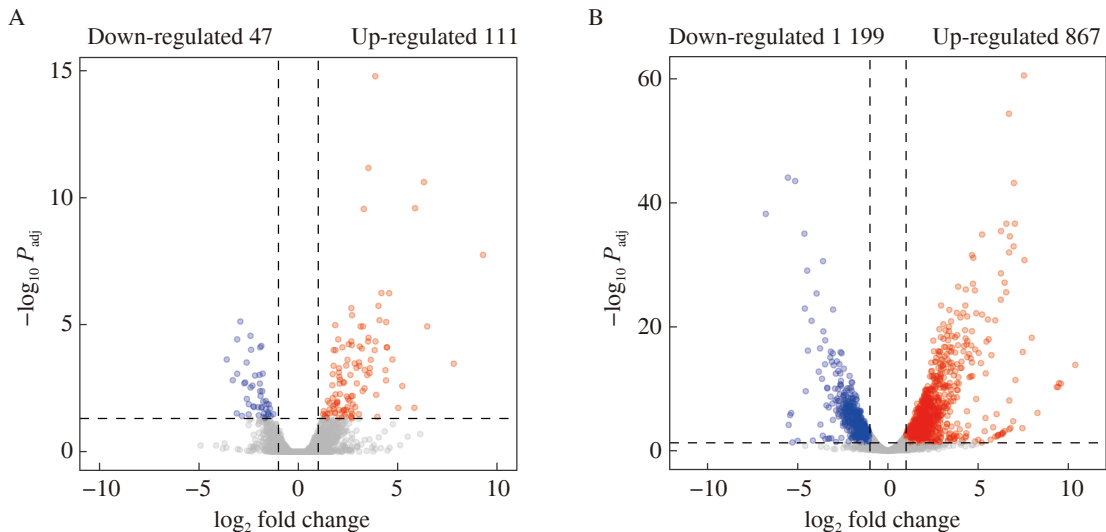 A
Down-regulated 47 Up-regulated 111
15
10
5
0
−log₁₀ P_adj
−10 −5 0 5 10
log₂ fold change
B
Down-regulated 1 199 Up-regulated 867
60
40
20
0
−log₁₀ P_adj
−10 −5 0 5 10
log₂ fold change